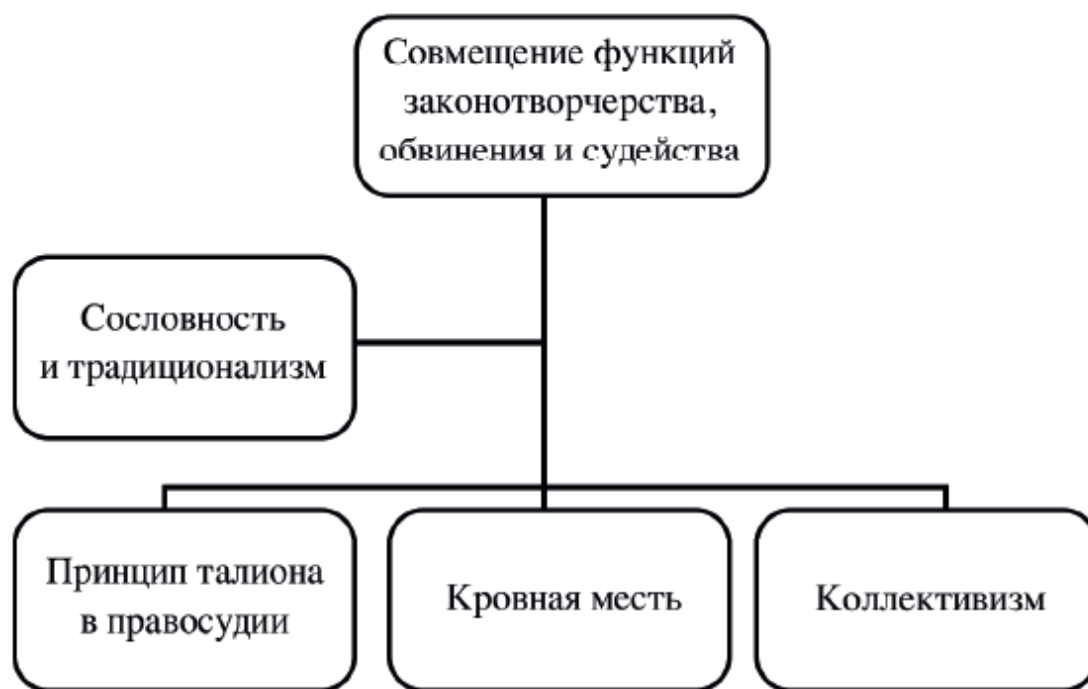 Совмещение функций
законотворчерства,
обвинения и судейства
Сословность
и традиционализм
Принцип талиона
в правосудии
Кровная месть
Коллективизм